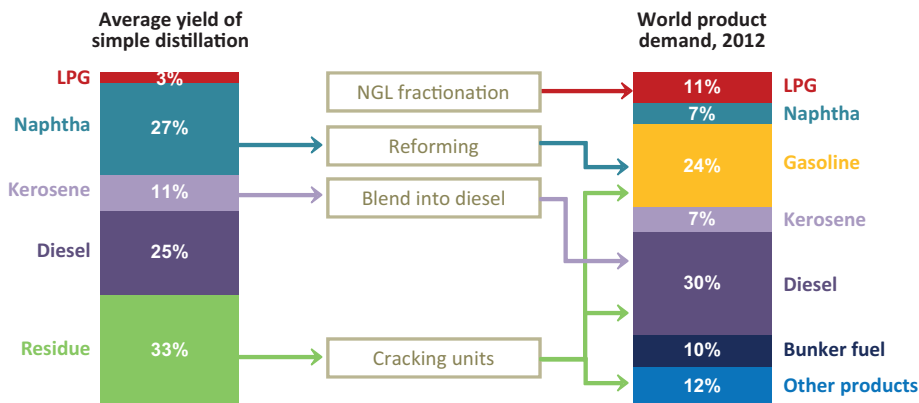 Average yield of
simple distillation
World product
demand, 2012
LPG
3%
Naphtha
27%
Kerosene
11%
Diesel
25%
Residue
33%
NGL fractionation
Reforming
Blend into diesel
Cracking units
11%
LPG
7%
Naphtha
24%
Gasoline
7%
Kerosene
30%
Diesel
10%
Bunker fuel
12%
Other products